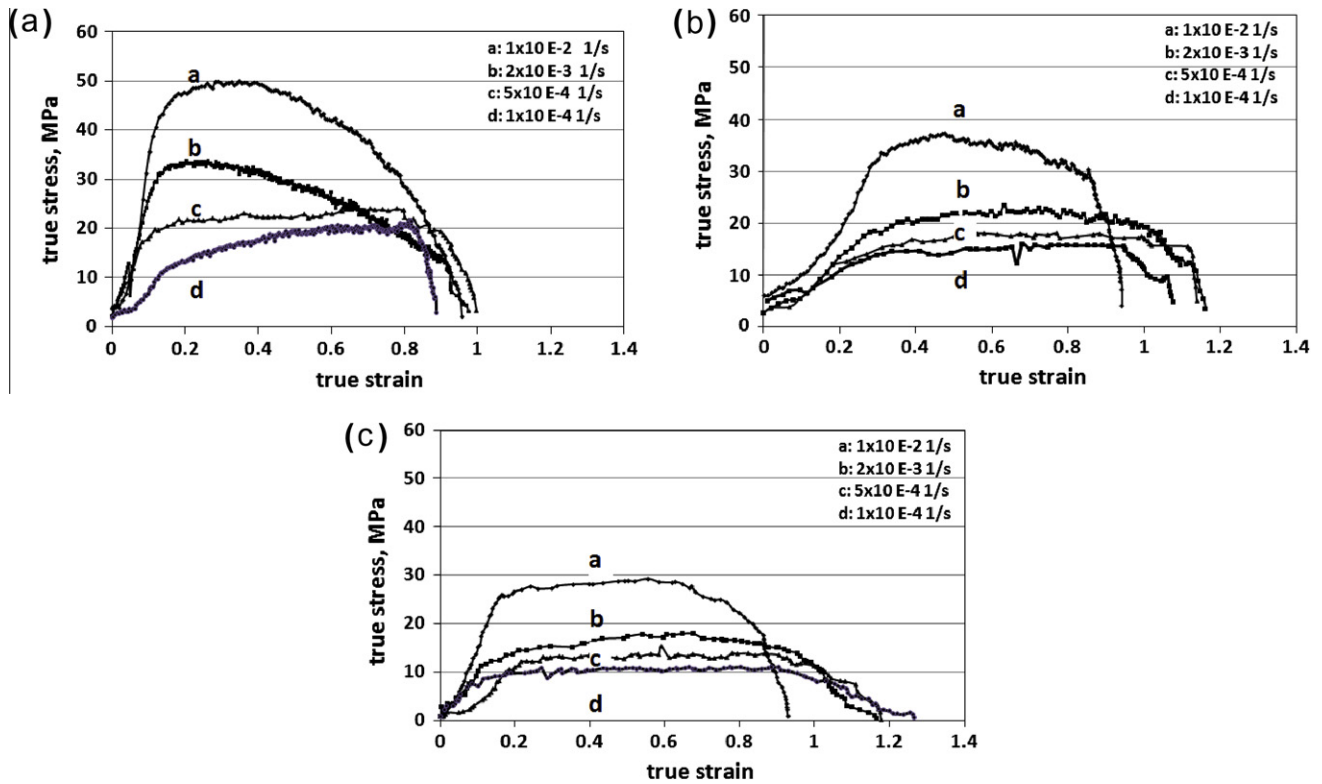 (a)
60
50
40
30
20
10
0
true stress, MPa
a: 1x10 E-2 1/s
b: 2x10 E-3 1/s
c: 5x10 E-4 1/s
d: 1x10 E-4 1/s
a
b
c
d
0 0.2 0.4 0.6 0.8 1 1.2 1.4
true strain
(b)
60
50
40
30
20
10
0
true stress, MPa
a: 1x10 E-2 1/s
b: 2x10 E-3 1/s
c: 5x10 E-4 1/s
d: 1x10 E-4 1/s
a
b
c
d
0 0.2 0.4 0.6 0.8 1 1.2 1.4
true strain
(c)
60
50
40
30
20
10
0
true stress, MPa
a: 1x10 E-2 1/s
b: 2x10 E-3 1/s
c: 5x10 E-4 1/s
d: 1x10 E-4 1/s
a
b
c
d
0 0.2 0.4 0.6 0.8 1 1.2 1.4
true strain